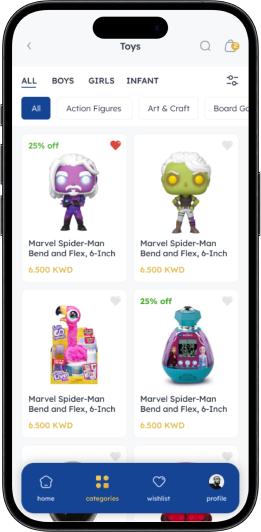 Toys
ALL BOYS GIRLS INFANT
All Action Figures Art & Craft Board Ga
25% off
Marvel Spider-Man
Bend and Flex, 6-Inch
6.500 KWD
Marvel Spider-Man
Bend and Flex, 6-Inch
6.500 KWD
Marvel Spider-Man
Bend and Flex, 6-Inch
6.500 KWD
25% off
Marvel Spider-Man
Bend and Flex, 6-Inch
6.500 KWD
home categories wishlist profile